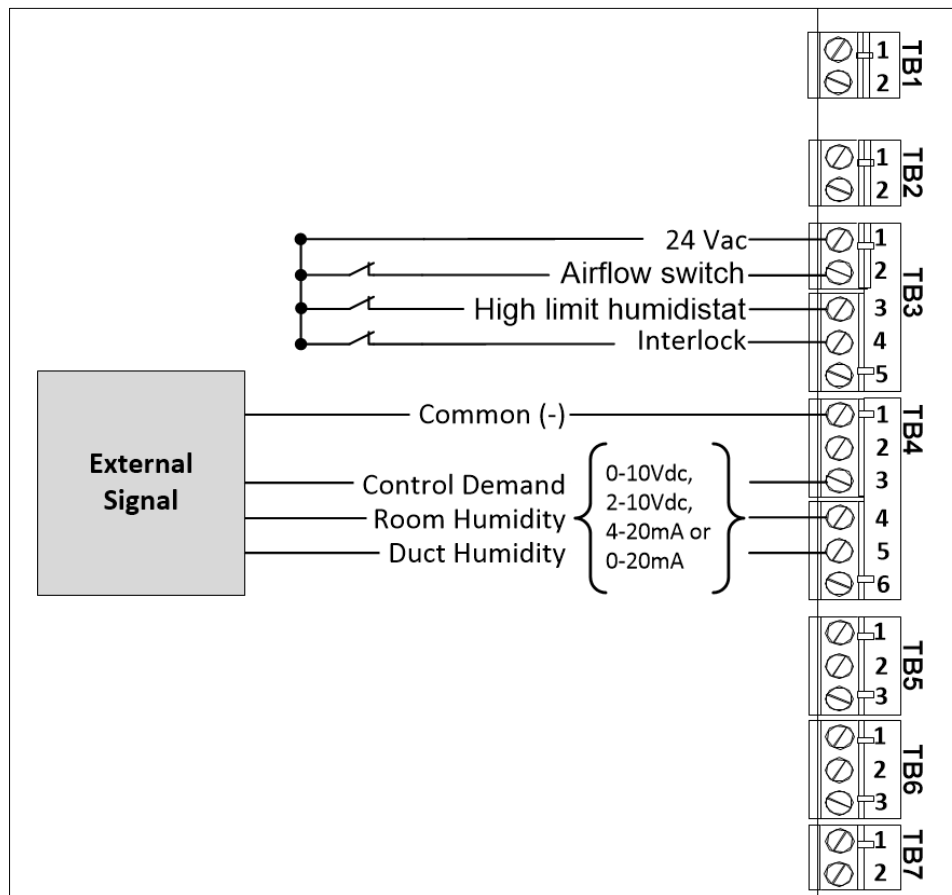 1
2
TB1
1
2
TB2
24 Vac
1
Airflow switch
2
High limit humidistat
3
Interlock
4
5
TB3
External
Signal
Common (-)
1
2
Control Demand
3
Room Humidity
4
Duct Humidity
5
6
0-10Vdc,
2-10Vdc,
4-20mA or
0-20mA
TB4
1
2
3
TB5
1
2
3
TB6
1
2
TB7